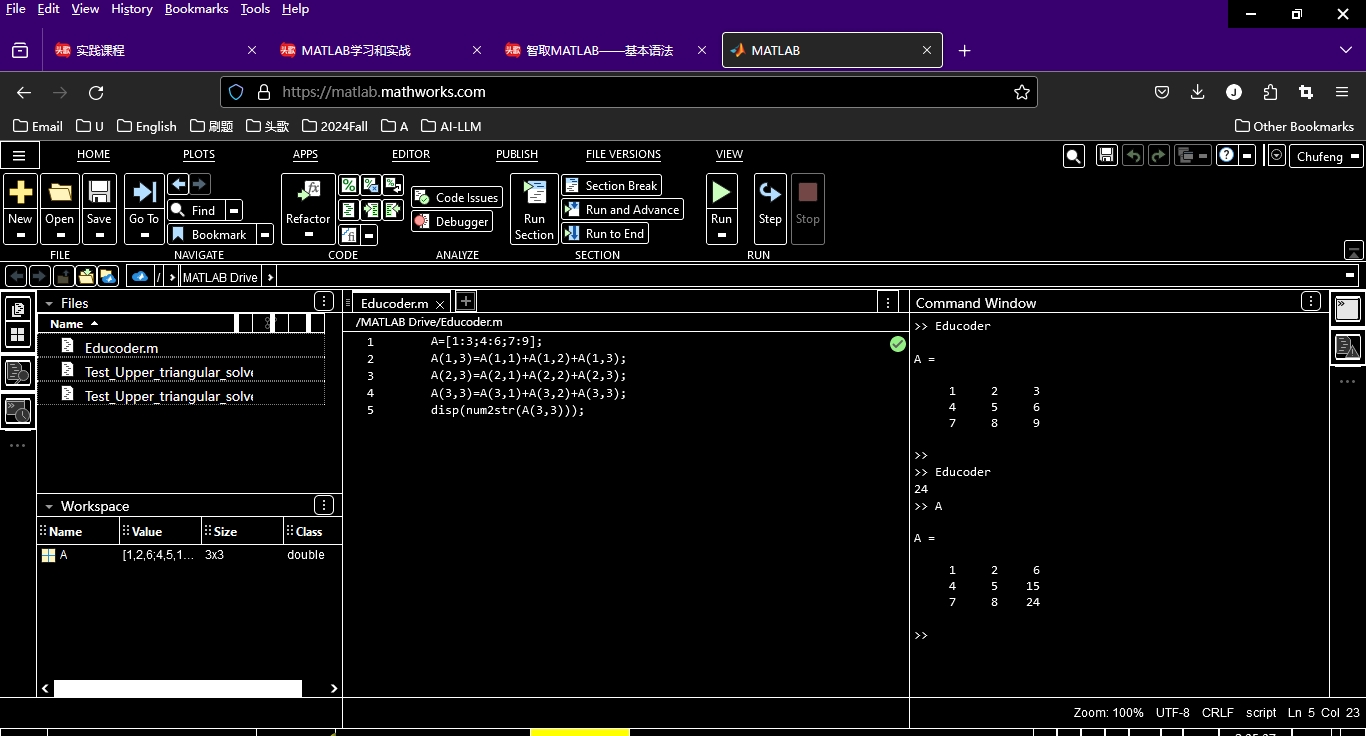 File Edit View History Bookmarks Tools Help
实践课程 MATLAB学习和实战 智取MATLAB——基本语法 MATLAB
https://matlab.mathworks.com
Email U English 刷题 头歌 2024Fall A AI-LLM Other Bookmarks
HOME PLOTS APPS EDITOR PUBLISH FILE VERSIONS VIEW Chufeng
New Open Save Go To Find Bookmark Refactor Code Issues Debugger Run Section Section Break Run and Advance Run to End Run Step Stop
FILE NAVIGATE CODE ANALYZE SECTION RUN
/ MATLAB Drive
Files
Name
Educoder.m
Test_Upper_triangular_solve
Test_Upper_triangular_solve
Workspace
Name Value Size Class
A [1,2,6;4,5,1... 3x3 double
Educoder.m
/MATLAB Drive/Educoder.m
1 A=[1:3;4:6;7:9];
2 A(1,3)=A(1,1)+A(1,2)+A(1,3);
3 A(2,3)=A(2,1)+A(2,2)+A(2,3);
4 A(3,3)=A(3,1)+A(3,2)+A(3,3);
5 disp(num2str(A(3,3)));
Command Window
>> Educoder
A =
1 2 3
4 5 6
7 8 9
>>
>> Educoder
24
>> A
A =
1 2 6
4 5 15
7 8 24
>>
Zoom: 100% UTF-8 CRLF script Ln 5 Col 23